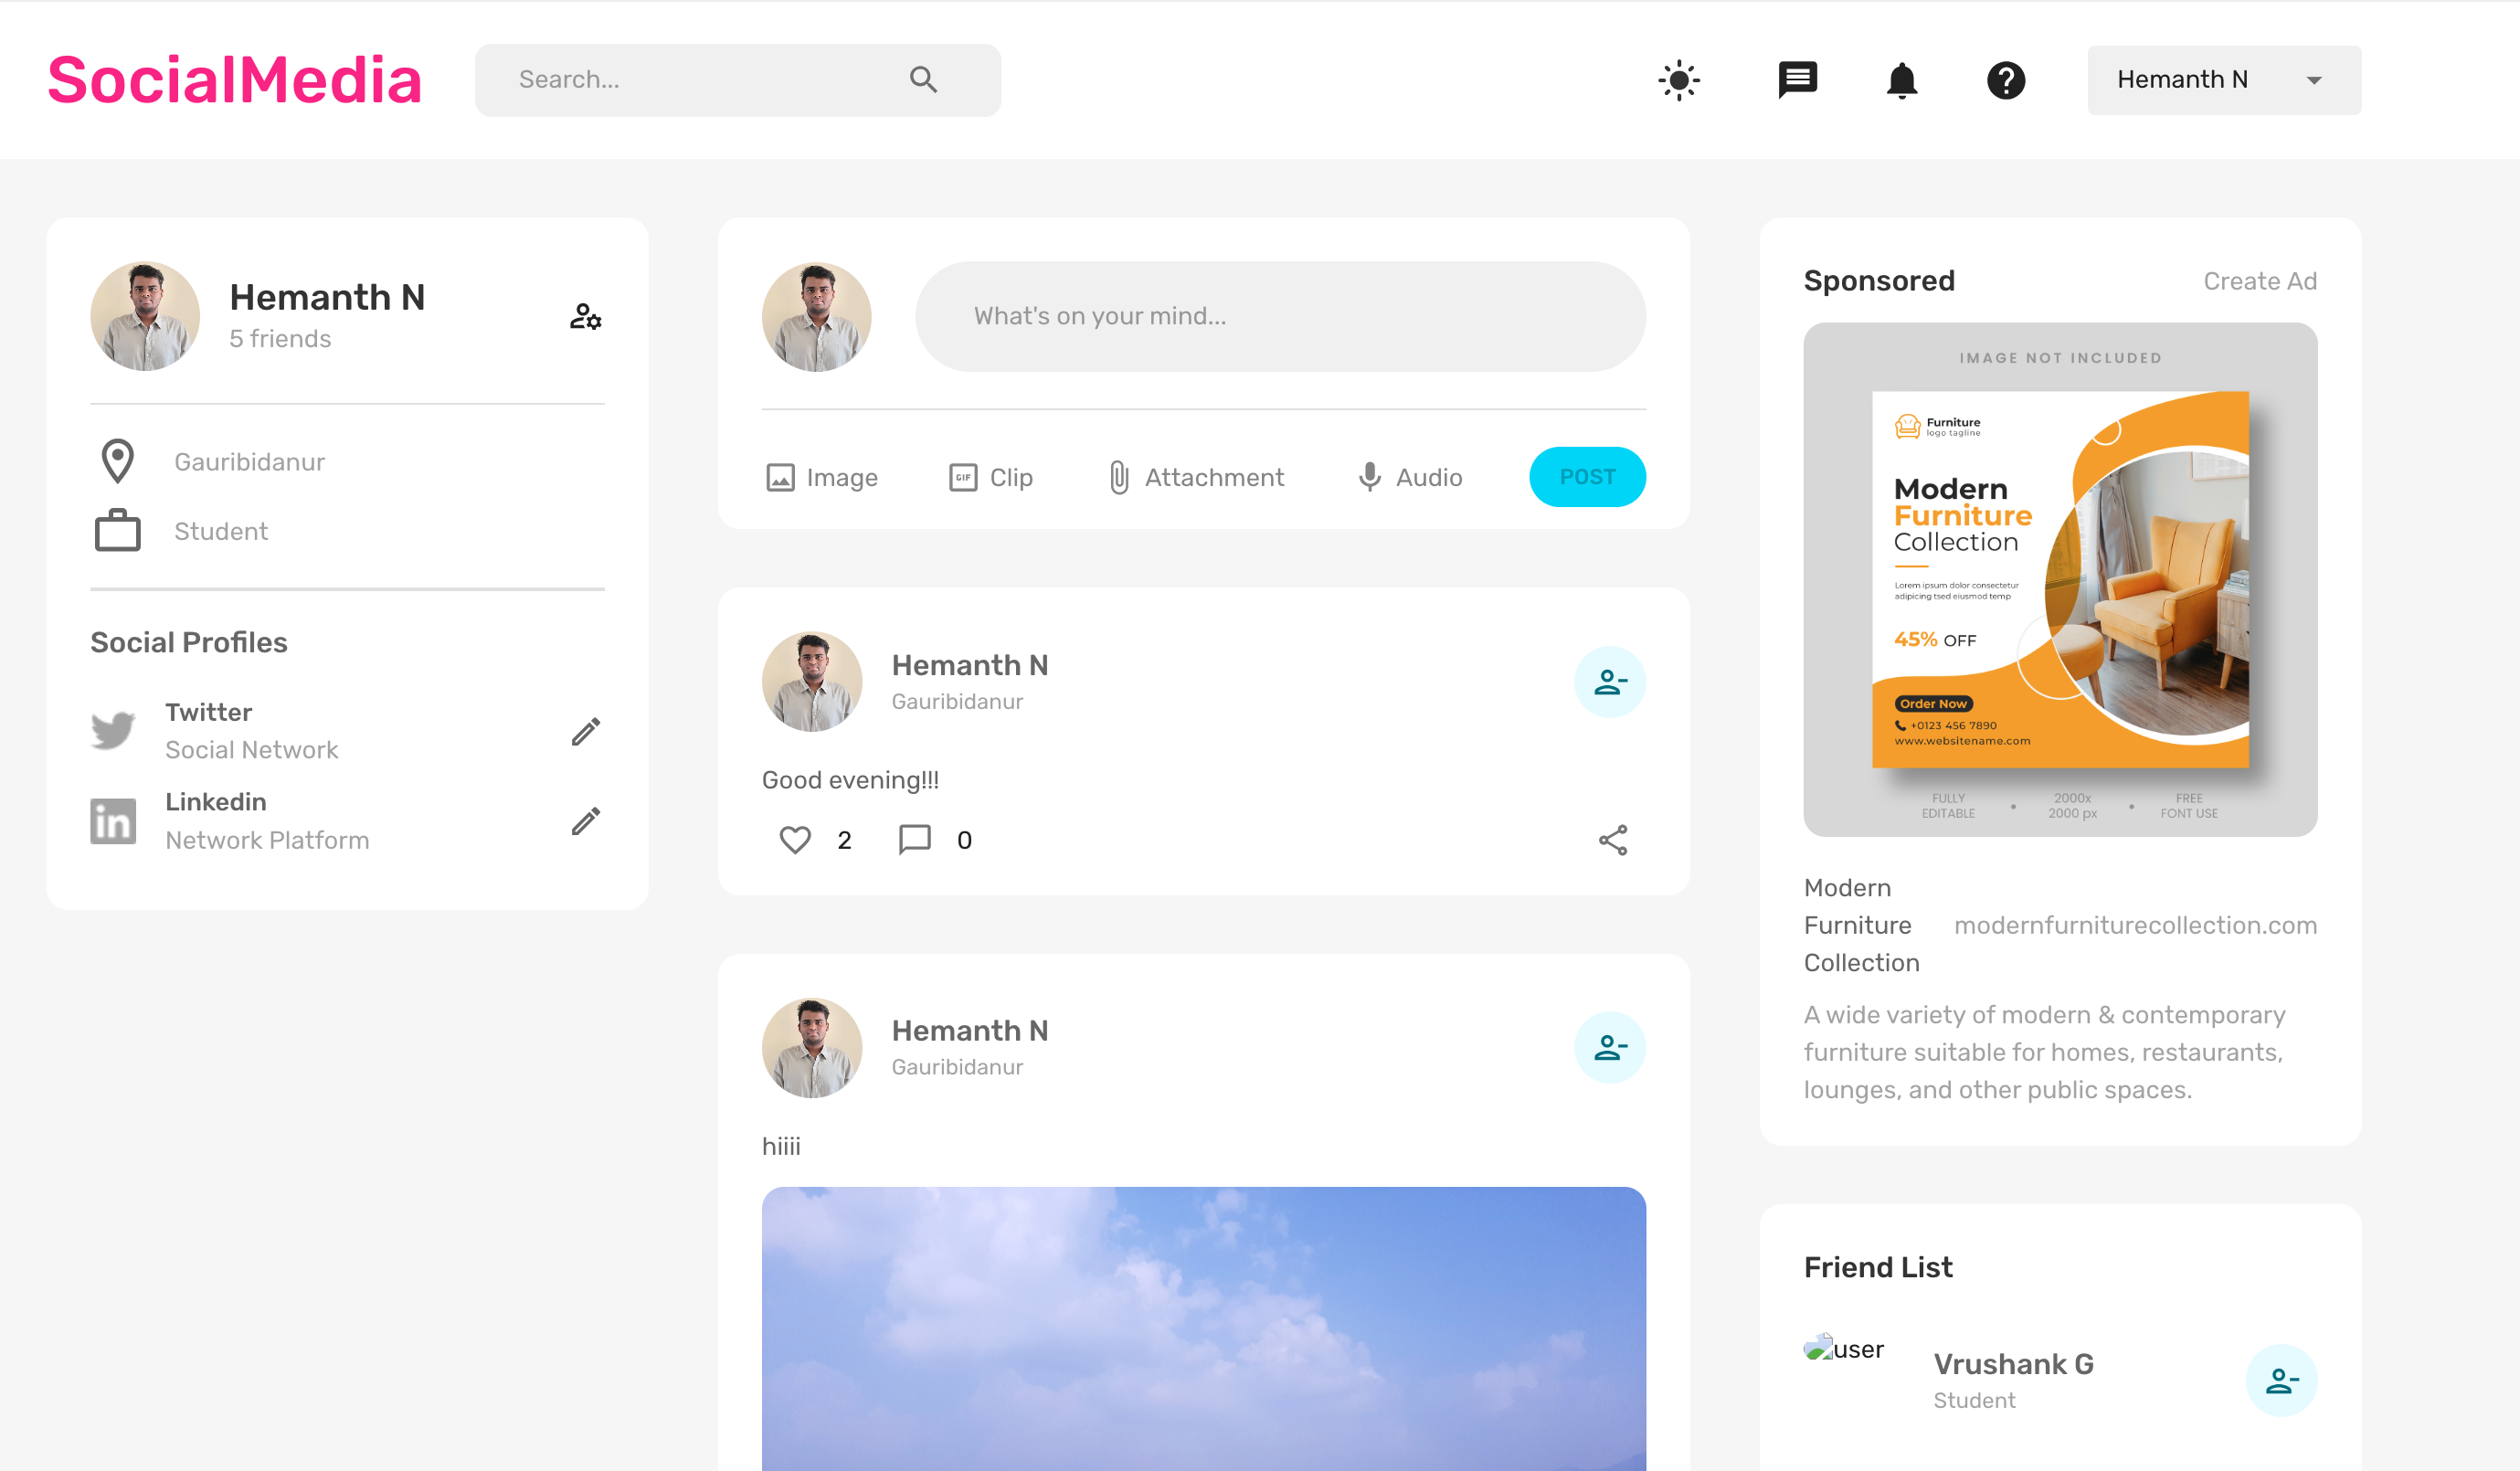 SocialMedia
Search...
Hemanth N
Hemanth N
5 friends
Gauribidanur
Student
Social Profiles
Twitter
Social Network
Linkedin
Network Platform
What's on your mind...
Image
GIF
Clip
Attachment
Audio
POST
Hemanth N
Gauribidanur
Good evening!!!
2
0
Hemanth N
Gauribidanur
hiiii
Sponsored
Create Ad
IMAGE NOT INCLUDED
Furniture
logo tagline
Modern
Furniture
Collection
Lorem ipsum dolor consectetur
adipicing tsed eiusmod temp
45% OFF
Order Now
+0123 456 7890
www.websitename.com
FULLY
EDITABLE
2000x
2000 px
FREE
FONT USE
Modern
Furniture
Collection
modernfurniturecollection.com
A wide variety of modern & contemporary
furniture suitable for homes, restaurants,
lounges, and other public spaces.
Friend List
user
Vrushank G
Student